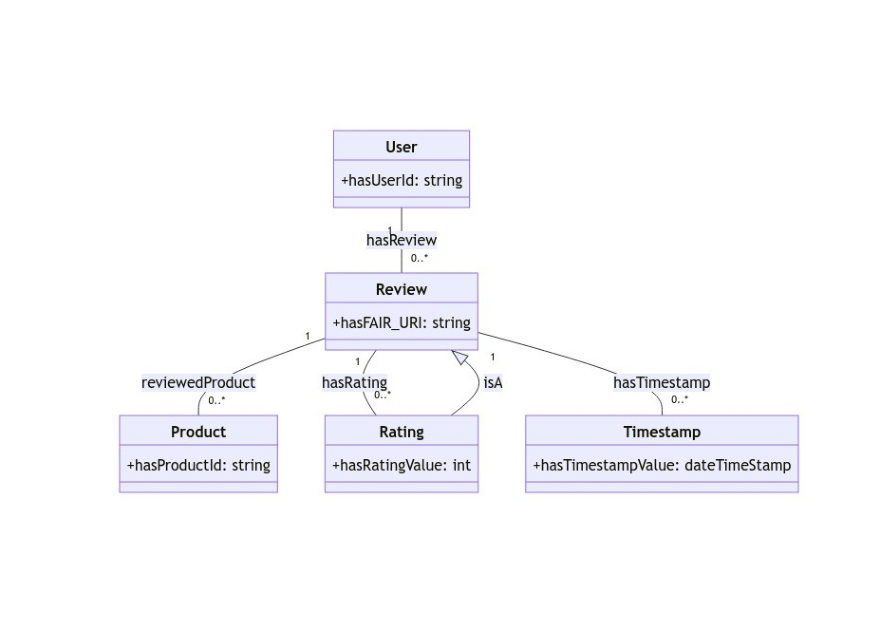 User
+hasUserId: string
1
hasReview
0..*
Review
+hasFAIR_URI: string
1
1
1
reviewedProduct
hasRating
isA
hasTimestamp
0..*
0..*
0..*
Product
Rating
Timestamp
+hasProductId: string
+hasRatingValue: int
+hasTimestampValue: dateTimeStamp